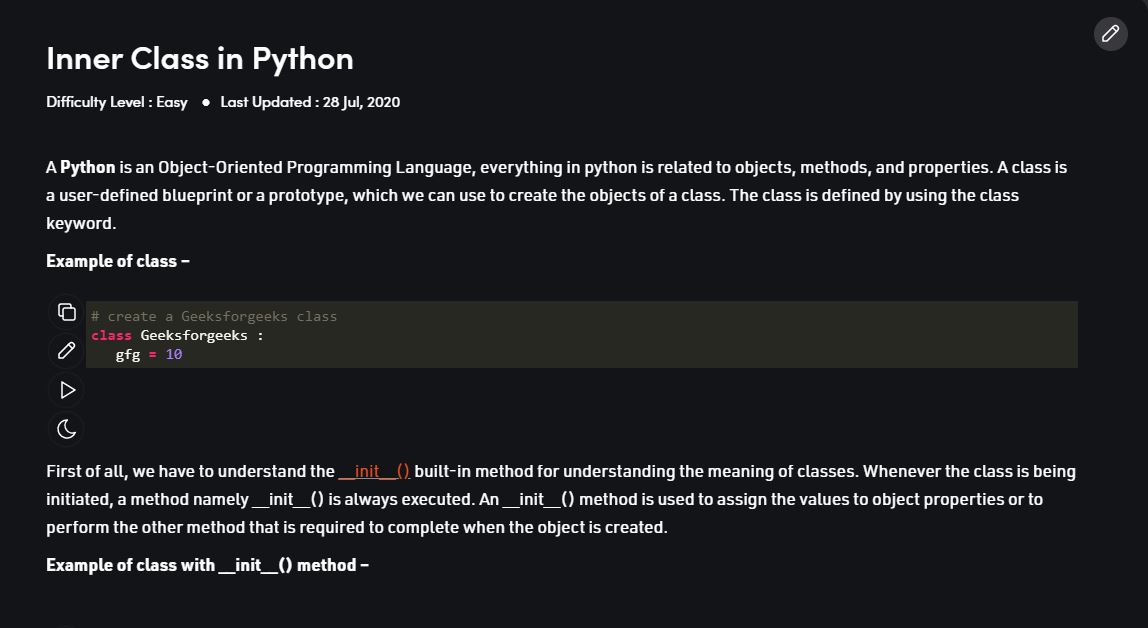 Inner Class in Python
Difficulty Level : Easy ● Last Updated : 28 Jul, 2020
A Python is an Object-Oriented Programming Language, everything in python is related to objects, methods, and properties. A class is
a user-defined blueprint or a prototype, which we can use to create the objects of a class. The class is defined by using the class
keyword.
Example of class –
# create a Geeksforgeeks class
class Geeksforgeeks :
   gfg = 10
First of all, we have to understand the __init__() built-in method for understanding the meaning of classes. Whenever the class is being
initiated, a method namely __init__() is always executed. An __init__() method is used to assign the values to object properties or to
perform the other method that is required to complete when the object is created.
Example of class with __init__() method –